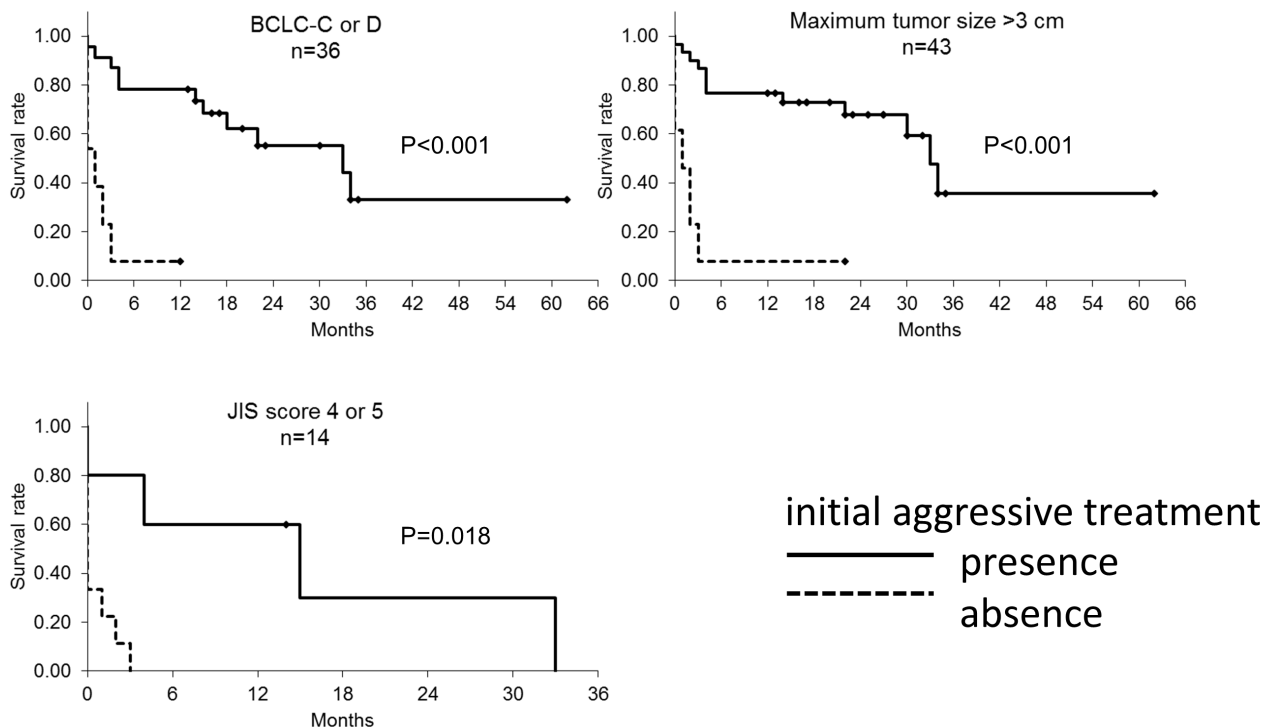 BCLC-C or D
n=36
1.00
0.80
0.60
0.40
0.20
0.00
Survival rate
P<0.001
0 6 12 18 24 30 36 42 48 54 60 66
Months
Maximum tumor size >3 cm
n=43
1.00
0.80
0.60
0.40
0.20
0.00
Survival rate
P<0.001
0 6 12 18 24 30 36 42 48 54 60 66
Months
JIS score 4 or 5
n=14
1.00
0.80
0.60
0.40
0.20
0.00
Survival rate
P=0.018
0 6 12 18 24 30 36
Months
initial aggressive treatment
presence
absence